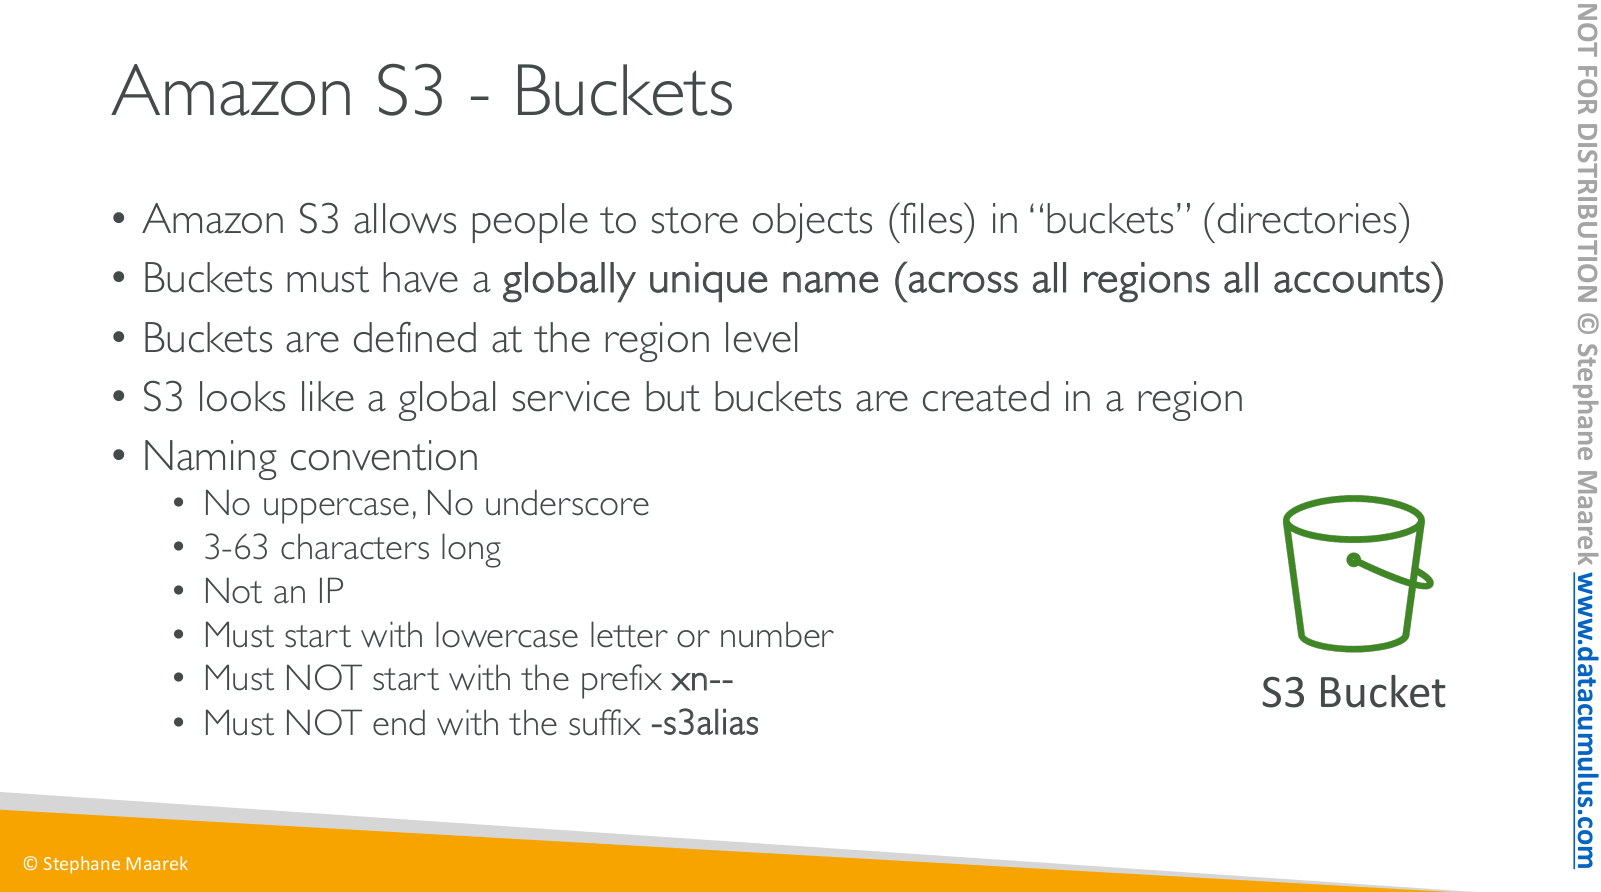 Amazon S3 - Buckets
• Amazon S3 allows people to store objects (files) in “buckets” (directories)
• Buckets must have a globally unique name (across all regions all accounts)
• Buckets are defined at the region level
• S3 looks like a global service but buckets are created in a region
• Naming convention
• No uppercase, No underscore
• 3-63 characters long
• Not an IP
• Must start with lowercase letter or number
• Must NOT start with the prefix xn--
• Must NOT end with the suffix -s3alias
S3 Bucket
© Stephane Maarek
NOT FOR DISTRIBUTION © Stephane Maarek www.datacumulus.com